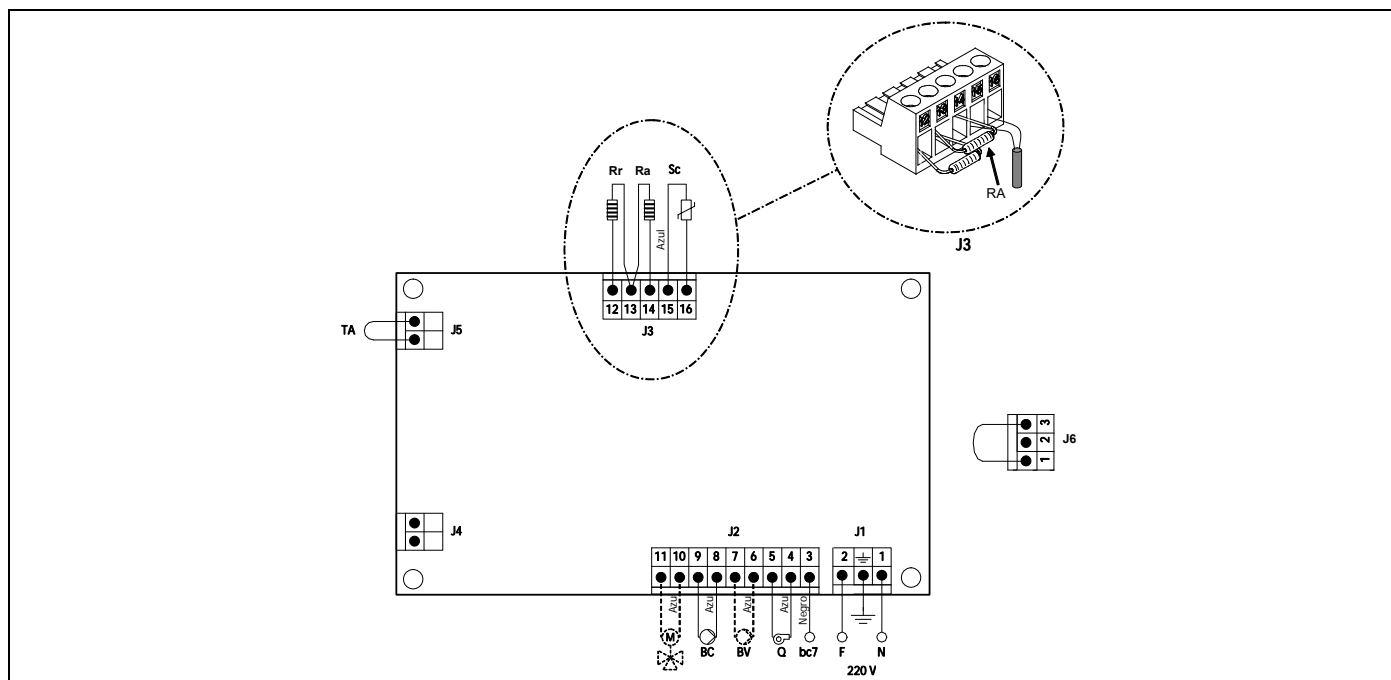 RA
J3
Rr Ra Sc
Azul
12 13 14 15 16
J3
TA
J5
3
2
1
J6
J4
J2 J1
11 10 9 8 7 6 5 4 3 2 1
Azul Azul Azul Azul Negro
M
BC BV Q bc7 F N
220 V